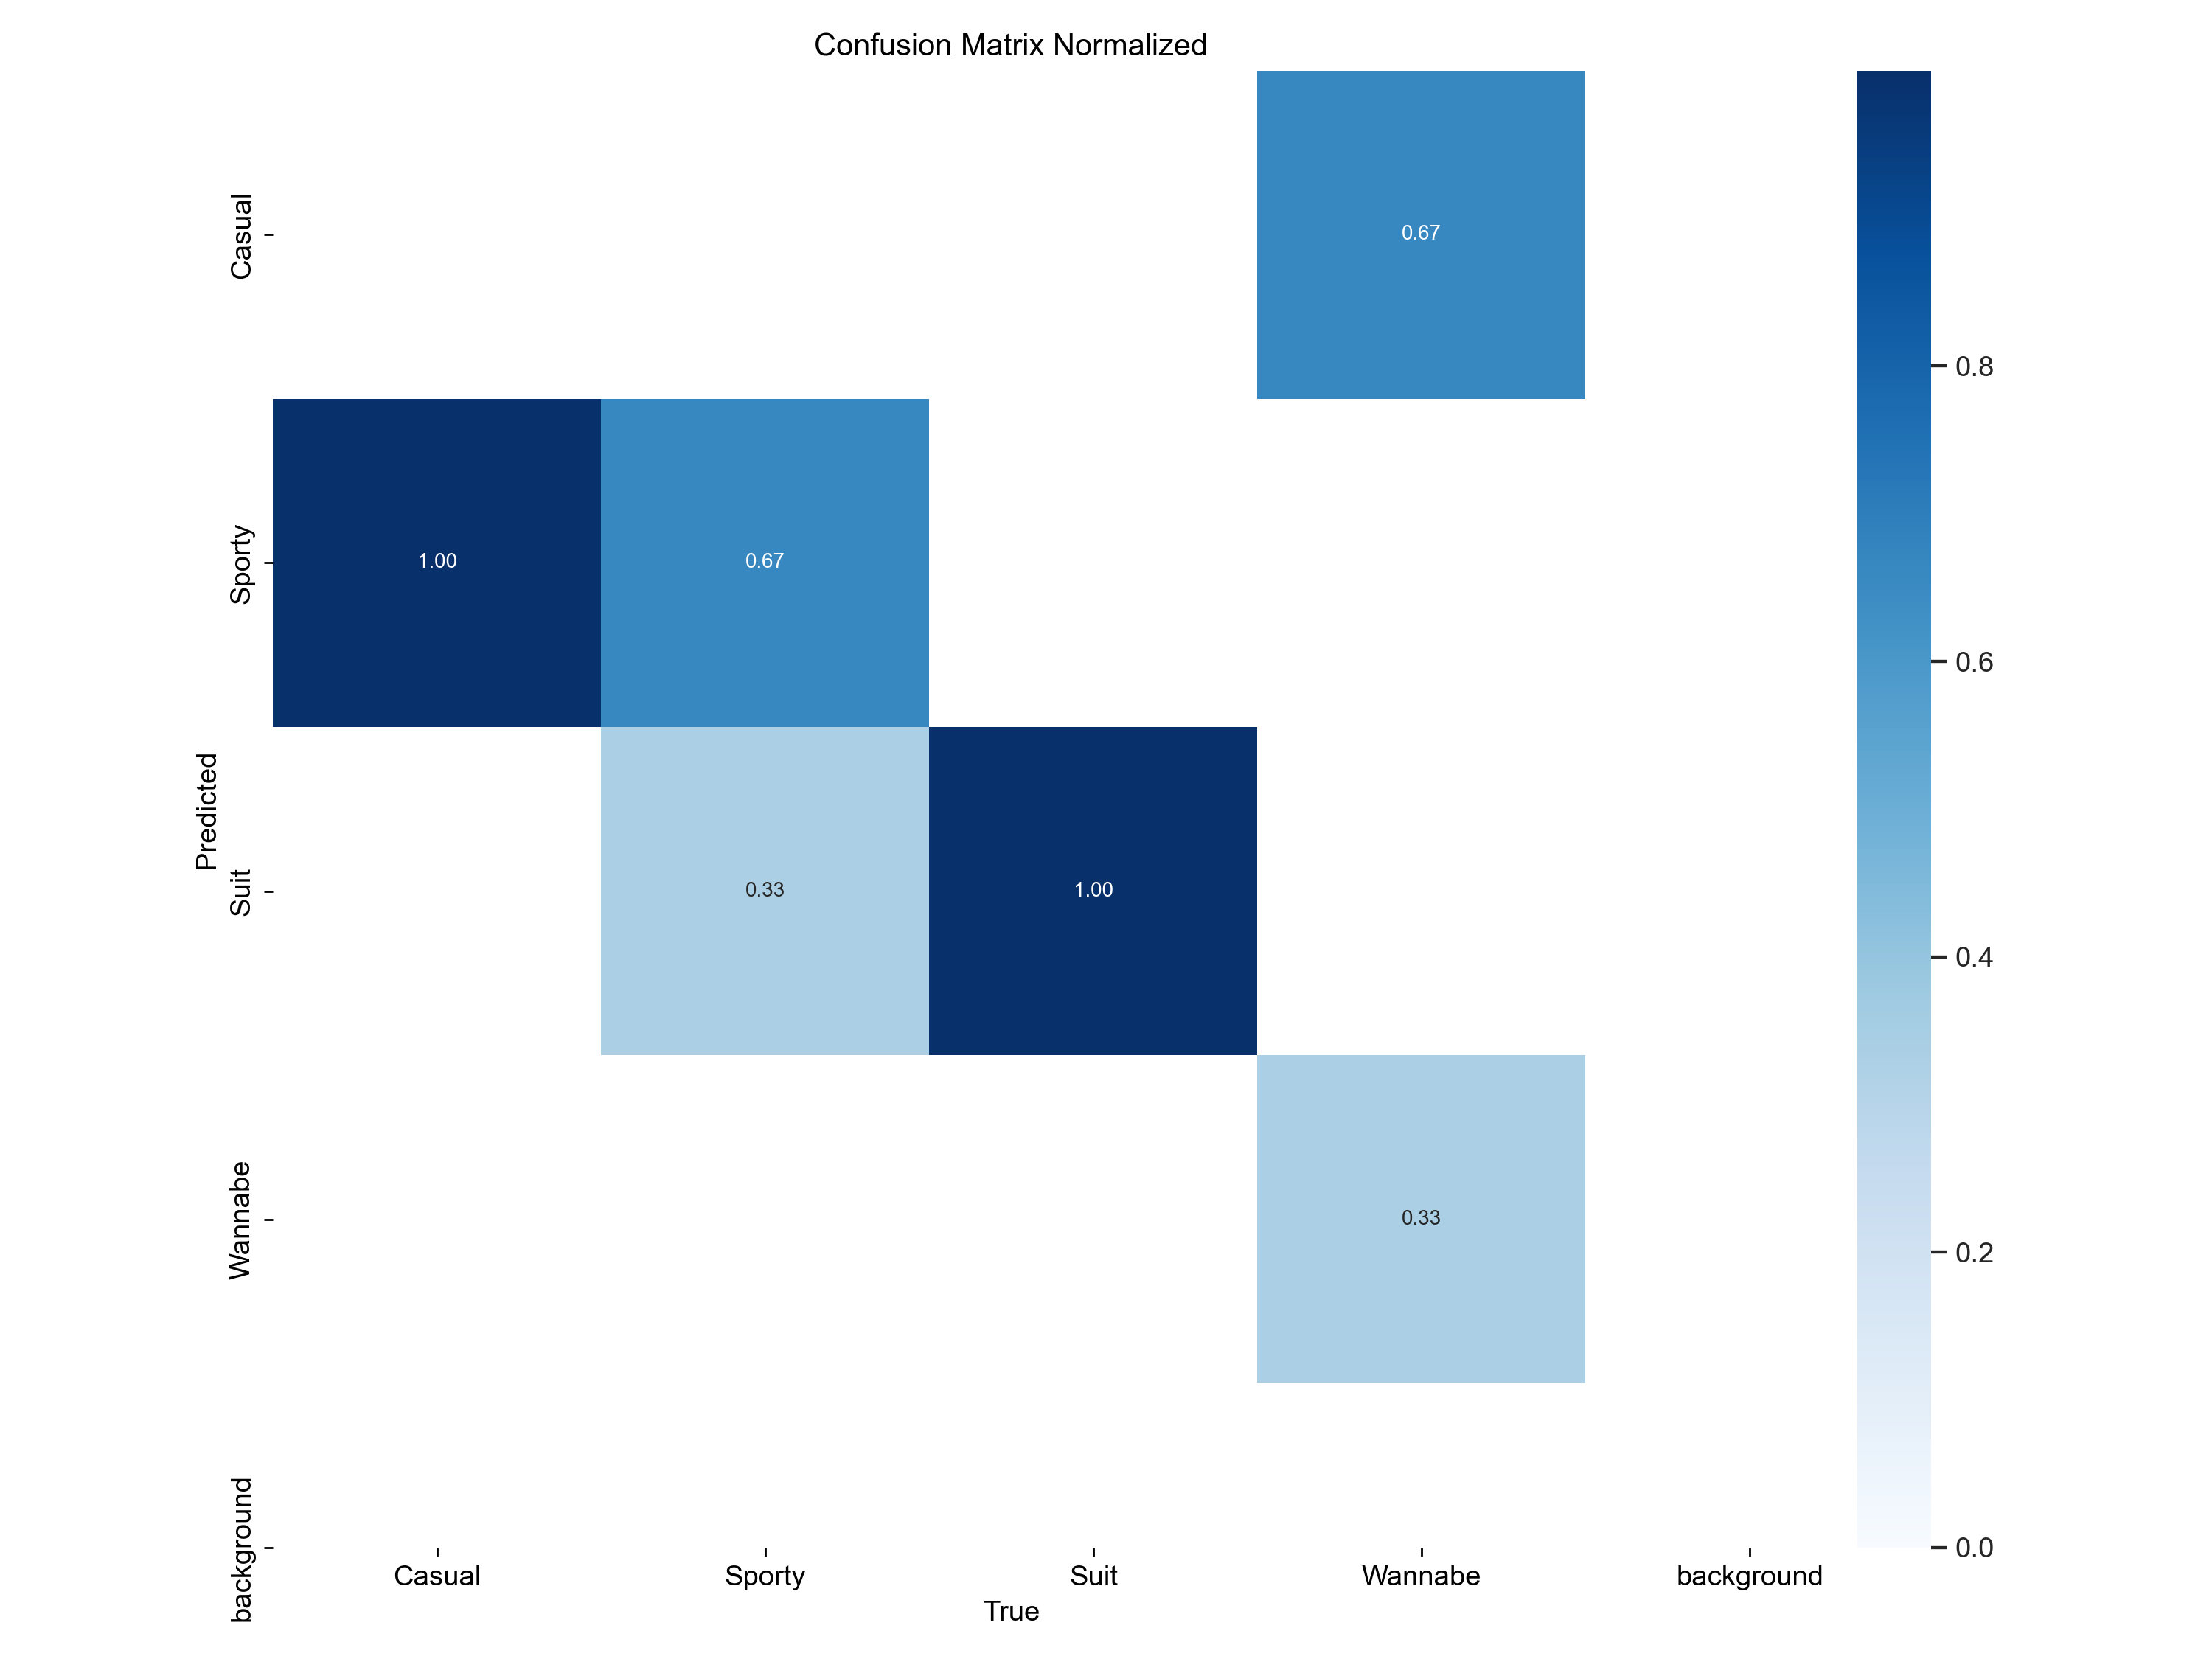 Confusion Matrix Normalized
Casual
0.67
0.8
Sporty
1.00
0.67
0.6
Predicted
Suit
0.33
1.00
0.4
Wannabe
0.33
0.2
background
0.0
Casual
Sporty
Suit
Wannabe
background
True